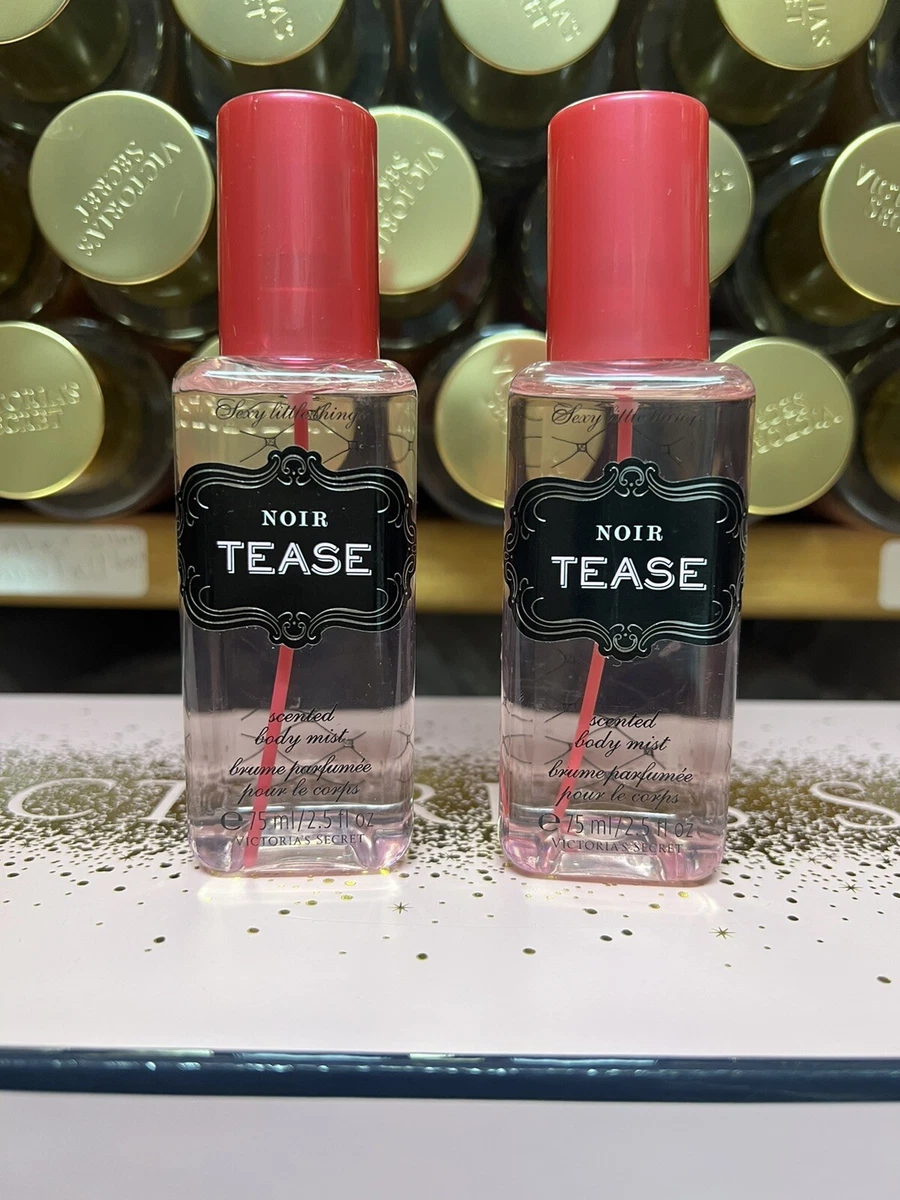 VICTORIA'S
SECRET
VICTORIA'S
SECRET
Sexy little things
NOIR
TEASE
scented
body mist
brume parfumée
pour le corps
e 75 ml/2.5 fl oz
VICTORIA'S SECRET
Sexy little things
NOIR
TEASE
scented
body mist
brume parfumée
pour le corps
e 75 ml/2.5 fl oz
VICTORIA'S SECRET